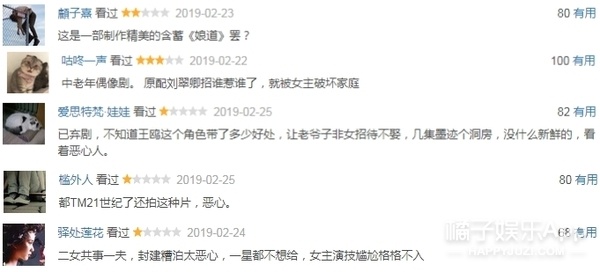 麟子熹 看过 ★★☆☆☆ 2019-02-23 80 有用
这是一部制作精美的含蓄《娘道》罢？
咕咚一声 看过 ★★★☆☆ 2019-02-22 100 有用
中老年偶像剧。 原配刘翠卿招谁惹谁了，就被女主破坏家庭
爱思特梵·娃娃 看过 ★☆☆☆☆ 2019-02-25 82 有用
已弃剧，不知道王鸥这个角色带了多少好处，让老爷子非女招待不娶，几集墨迹个洞房，没什么新鲜的，看
着恶心人。
槛外人 看过 ★☆☆☆☆ 2019-02-25 80 有用
都TM21世纪了还拍这种片，恶心。
驿处莲花 看过 ★☆☆☆☆ 2019-02-24 68 有用
二女共事一夫，封建糟泊太恶心，一星都不想给，女主演技尴尬格格不入
橘子娱乐App
HAPPYJUZI.COM